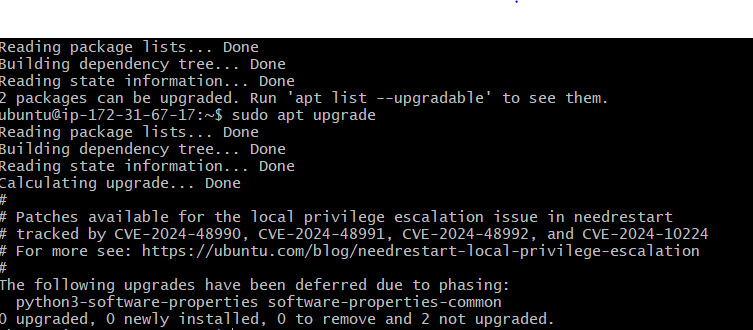 Reading package lists... Done
Building dependency tree... Done
Reading state information... Done
2 packages can be upgraded. Run 'apt list --upgradable' to see them.
ubuntu@ip-172-31-67-17:~$ sudo apt upgrade
Reading package lists... Done
Building dependency tree... Done
Reading state information... Done
Calculating upgrade... Done
#
# Patches available for the local privilege escalation issue in needrestart
# tracked by CVE-2024-48990, CVE-2024-48991, CVE-2024-48992, and CVE-2024-10224
# For more see: https://ubuntu.com/blog/needrestart-local-privilege-escalation
#
The following upgrades have been deferred due to phasing:
  python3-software-properties software-properties-common
0 upgraded, 0 newly installed, 0 to remove and 2 not upgraded.